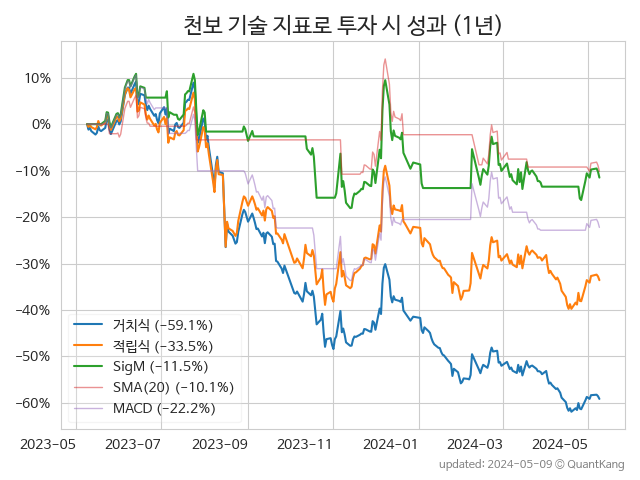 천보 기술 지표로 투자 시 성과 (1년)
10%
0%
−10%
−20%
−30%
−40%
−50%
−60%
거치식 (−59.1%)
적립식 (−33.5%)
SigM (−11.5%)
SMA(20) (−10.1%)
MACD (−22.2%)
2023-05 2023-07 2023-09 2023-11 2024-01 2024-03 2024-05
updated: 2024-05-09 © QuantKang